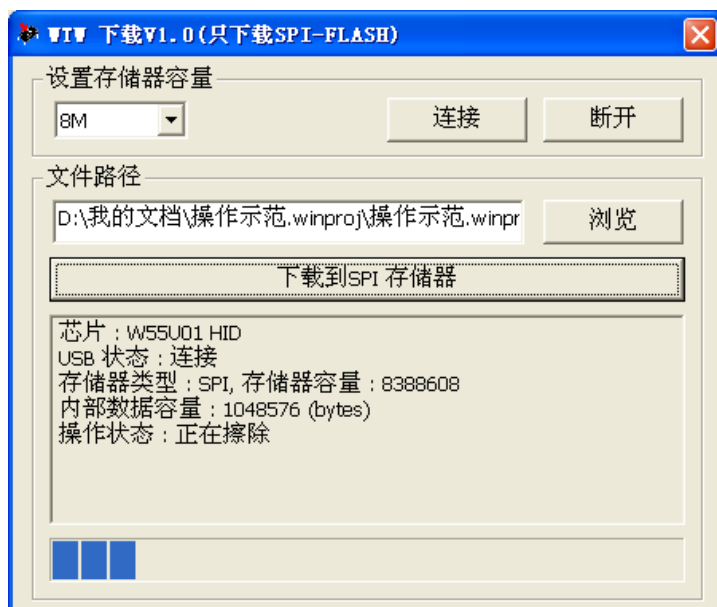 WTW 下载V1.0(只下载SPI-FLASH)
设置存储器容量
8M
连接
断开
文件路径
D:\我的文档\操作示范.winproj\操作示范.winpr
浏览
下载到SPI 存储器
芯片：W55U01 HID
USB 状态：连接
存储器类型：SPI, 存储器容量：8388608
内部数据容量：1048576 (bytes)
操作状态：正在擦除